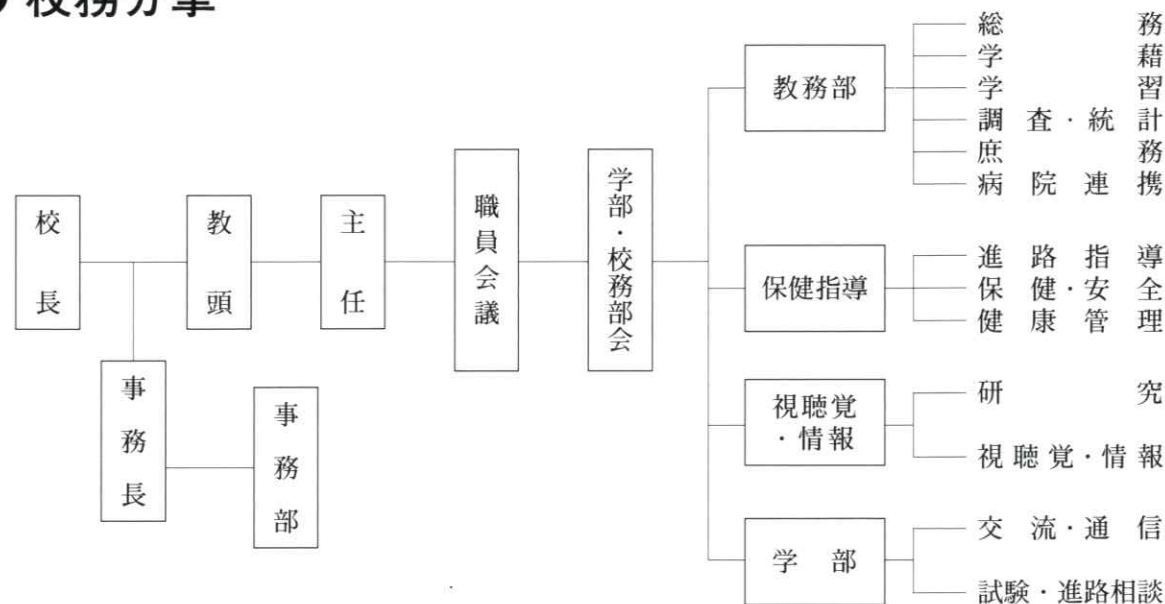 校務分掌
校長
教頭
主任
職員会議
学部・校務部会
事務長
事務部
教務部
総務
学籍
学習
調査・統計
庶務
病院連携
保健指導
進路指導
保健・安全
健康管理
視聴覚
・情報
研究
視聴覚・情報
学部
交流・通信
試験・進路相談